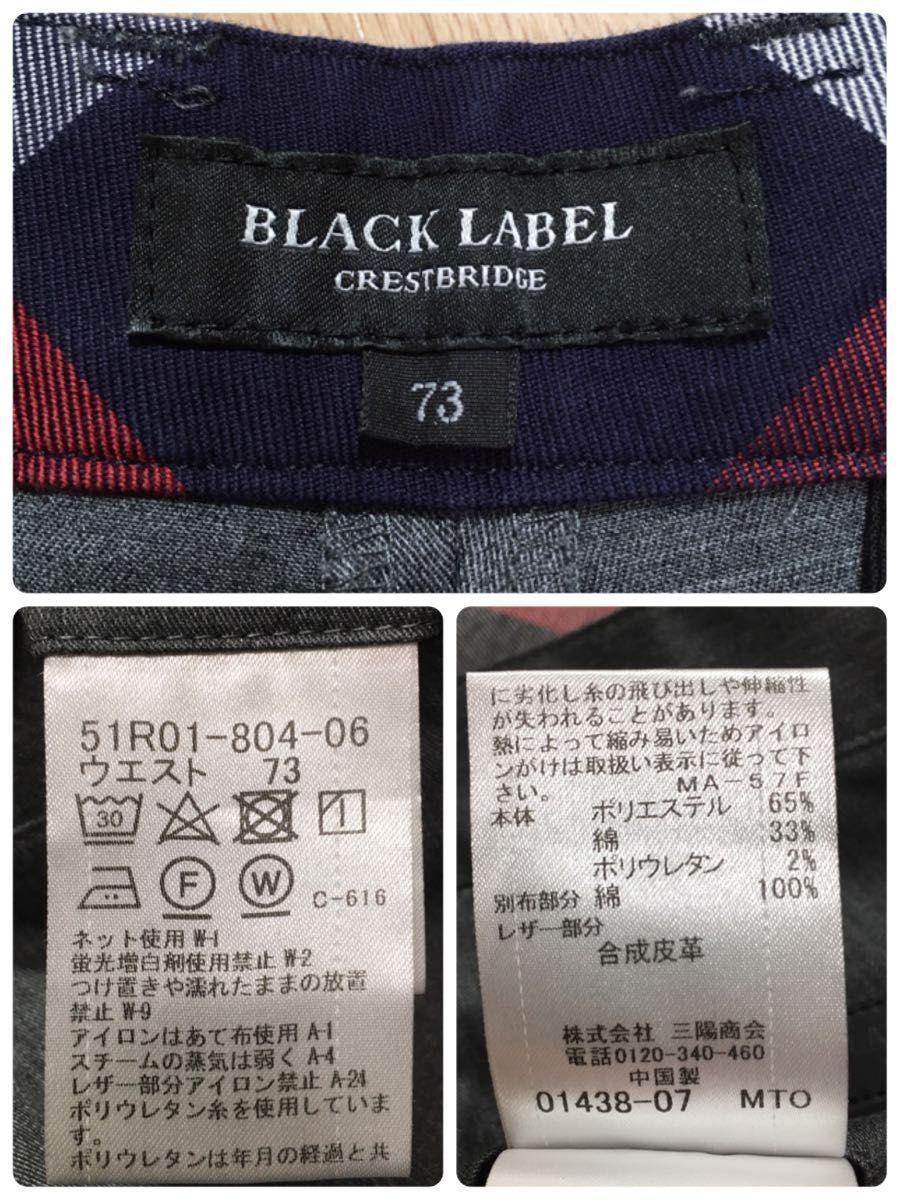 BLACK LABEL
CRESTBRIDGE
73
51R01-804-06
ウエスト 73
30
1
F W C-616
ネット使用 W-1
蛍光増白剤使用禁止 W-2
つけ置きや濡れたままの放置
禁止 W-9
アイロンはあて布使用 A-1
スチームの蒸気は弱く A-4
レザー部分アイロン禁止 A-24
ポリウレタン糸を使用していま
す。
ポリウレタンは年月の経過と共
に劣化し糸の飛び出しや伸縮性
が失われることがあります。
熱によって縮み易いためアイロ
ンがけは取扱い表示に従って下
さい。 MA-57F
本体 ポリエステル 65%
綿 33%
ポリウレタン 2%
別布部分 綿 100%
レザー部分
合成皮革
株式会社 三陽商会
電話0120-340-460
中国製
01438-07 MTO